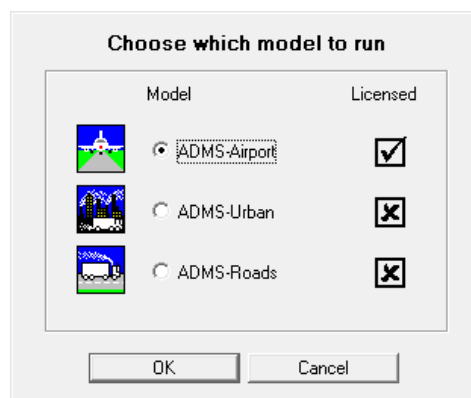 Choose which model to run
Model Licensed
ADMS-Airport
ADMS-Urban
ADMS-Roads
OK Cancel